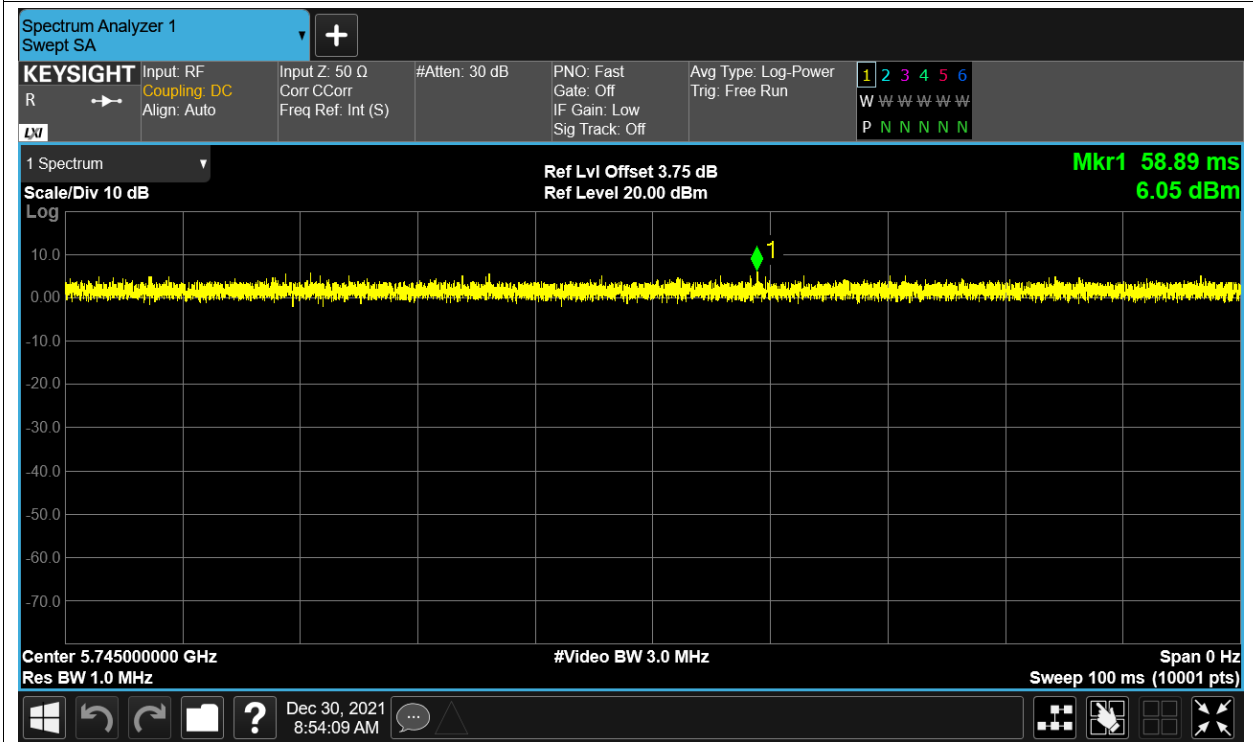 Spectrum Analyzer 1
Swept SA
KEYSIGHT
R
LXI
Input: RF
Coupling: DC
Align: Auto
Input Z: 50 Ω
Corr CCorr
Freq Ref: Int (S)
#Atten: 30 dB
PNO: Fast
Gate: Off
IF Gain: Low
Sig Track: Off
Avg Type: Log-Power
Trig: Free Run
1 2 3 4 5 6
W W W W W W
P N N N N N
1 Spectrum
Scale/Div 10 dB
Ref Lvl Offset 3.75 dB
Ref Level 20.00 dBm
Mkr1 58.89 ms
6.05 dBm
Log
1
10.0
0.00
-10.0
-20.0
-30.0
-40.0
-50.0
-60.0
-70.0
Center 5.745000000 GHz
#Video BW 3.0 MHz
Span 0 Hz
Res BW 1.0 MHz
Sweep 100 ms (10001 pts)
?
Dec 30, 2021
8:54:09 AM